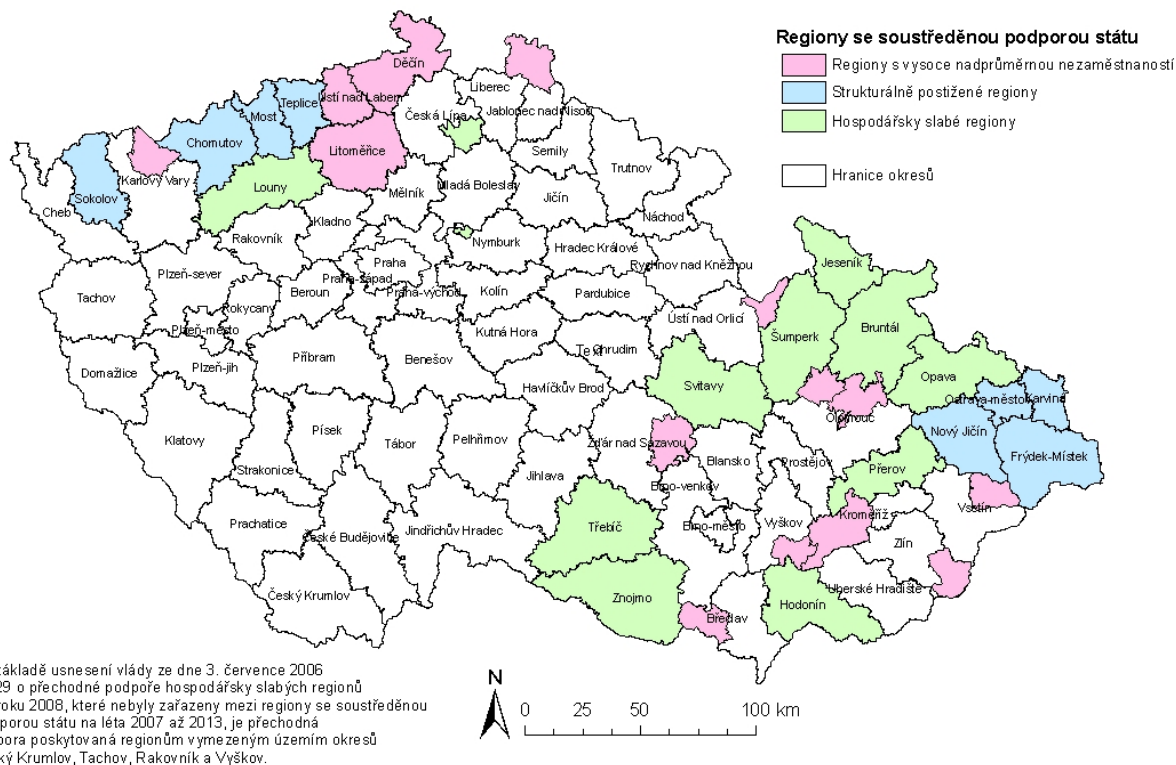 Regiony se soustředěnou podporou státu
Regiony s vysoce nadprůměrnou nezaměstnaností
Strukturálně postižené regiony
Hospodářsky slabé regiony
Hranice okresů
Děčín
Liberec
Ústí nad Labem
Teplice
Most
Česká Lípa
Jablonec nad Nisou
Chomutov
Litoměřice
Semily
Trutnov
Karlovy Vary
Louny
Mladá Boleslav
Sokolov
Mělník
Jičín
Cheb
Kladno
Náchod
Rakovník
Nymburk
Hradec Králové
Jeseník
Praha
Rychnov nad Kněžnou
Plzeň-sever
Praha-západ
Beroun
Praha-východ
Kolín
Pardubice
Tachov
Rokycany
Ústí nad Orlicí
Bruntál
Plzeň-město
Kutná Hora
Šumperk
Příbram
Benešov
Chrudim
Text
Domažlice
Plzeň-jih
Opava
Havlíčkův Brod
Svitavy
Ostrava-město
Karviná
Písek
Olomouc
Klatovy
Tábor
Pelhřimov
Žďár nad Sázavou
Nový Jičín
Frýdek-Místek
Strakonice
Jihlava
Blansko
Prostějov
Přerov
Brno-venkov
Vsetín
Prachatice
České Budějovice
Jindřichův Hradec
Třebíč
Brno-město
Vyškov
Kroměříž
Zlín
Český Krumlov
Znojmo
Hodonín
Uherské Hradiště
Břeclav
základě usnesení vlády ze dne 3. července 2006
29 o přechodné podpoře hospodářsky slabých regionů
roku 2008, které nebyly zařazeny mezi regiony se soustředěnou
porou státu na léta 2007 až 2013, je přechodná
pora poskytovaná regionům vymezeným územím okresů
ký Krumlov, Tachov, Rakovník a Vyškov.
N
0 25 50 100 km